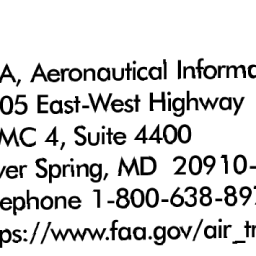 A, Aeronautical Informa
05 East-West Highway
MC 4, Suite 4400
ver Spring, MD 20910-
ephone 1-800-638-897
ps://www.faa.gov/air_tr